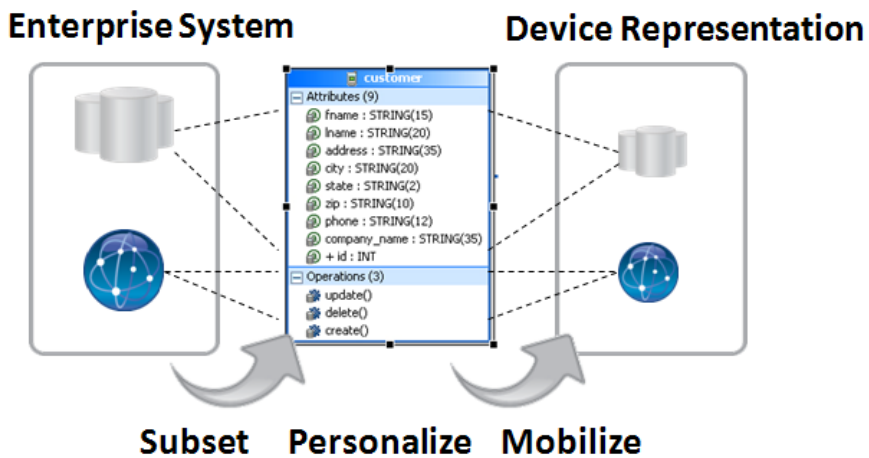 Enterprise System
Device Representation
customer
Attributes (9)
fname : STRING(15)
lname : STRING(20)
address : STRING(35)
city : STRING(20)
state : STRING(2)
zip : STRING(10)
phone : STRING(12)
company_name : STRING(35)
+ id : INT
Operations (3)
update()
delete()
create()
Subset Personalize Mobilize